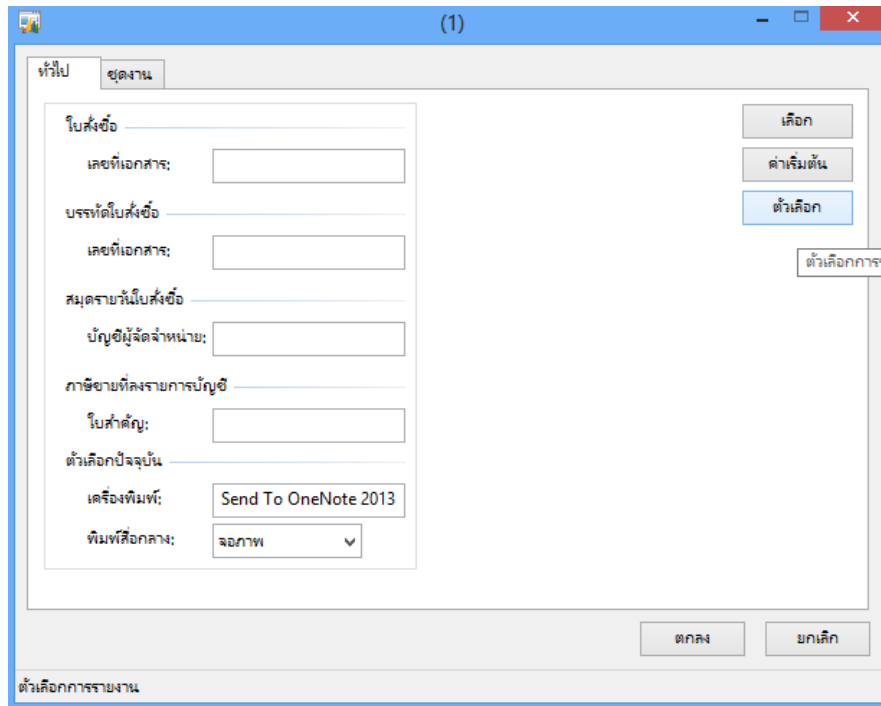 (1)
ทั่วไป
ชุดงาน
ใบสั่งซื้อ
เลขที่เอกสาร:
บรรทัดใบสั่งซื้อ
เลขที่เอกสาร:
สมุดรายวันใบสั่งซื้อ
บัญชีผู้จัดจำหน่าย:
ภาษีขายที่ลงรายการบัญชี
ใบสำคัญ:
ตัวเลือกปัจจุบัน
เครื่องพิมพ์: Send To OneNote 2013
พิมพ์สื่อกลาง: จอภาพ
เลือก
ค่าเริ่มต้น
ตัวเลือก
ตัวเลือกการ
ตกลง
ยกเลิก
ตัวเลือกการรายงาน